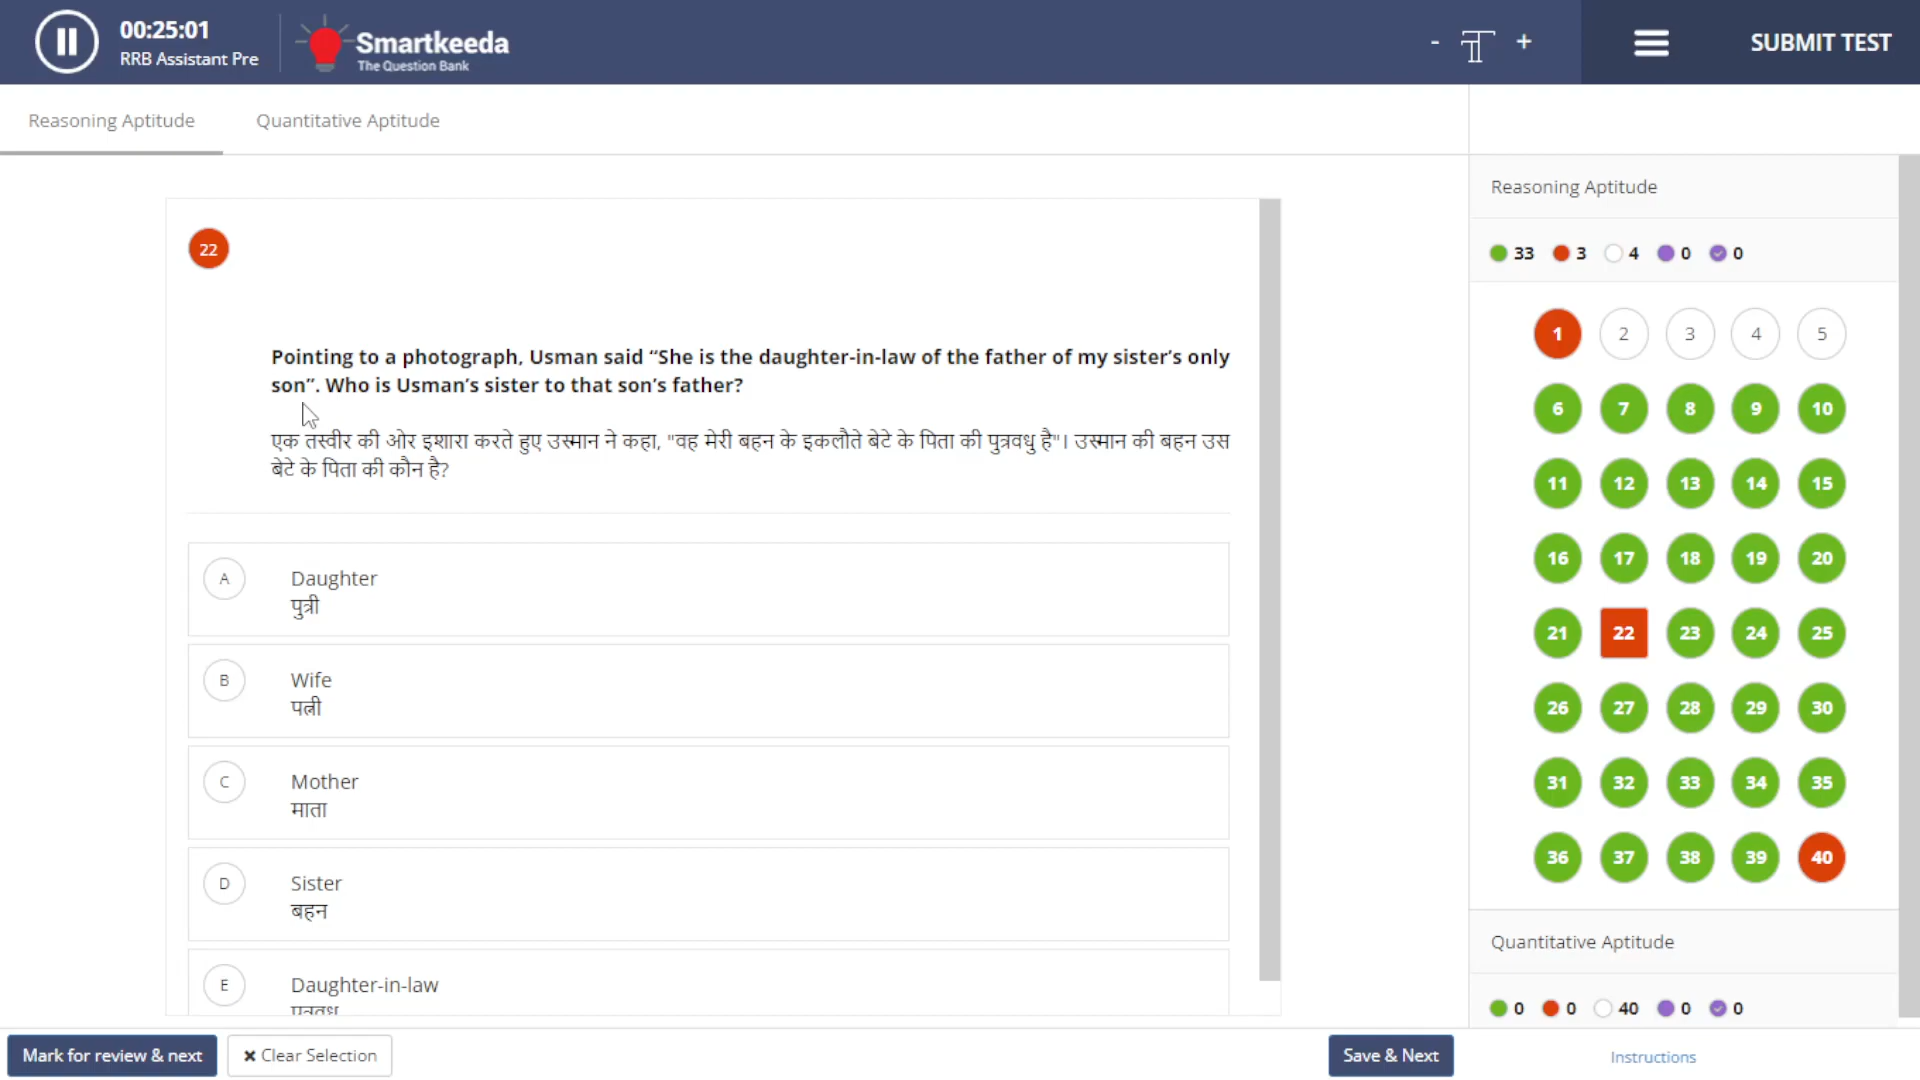 00:25:01
RRB Assistant Pre
Smartkeeda
The Question Bank
- T +
SUBMIT TEST
Reasoning Aptitude
Quantitative Aptitude
22
Pointing to a photograph, Usman said “She is the daughter-in-law of the father of my sister’s only
son”. Who is Usman’s sister to that son’s father?
एक तस्वीर की ओर इशारा करते हुए उस्मान ने कहा, "वह मेरी बहन के इकलौते बेटे के पिता की पुत्रवधु है"। उस्मान की बहन उस
बेटे के पिता की कौन है?
A
Daughter
पुत्री
B
Wife
पत्नी
C
Mother
माता
D
Sister
बहन
E
Daughter-in-law
Mark for review & next
Clear Selection
Save & Next
Reasoning Aptitude
33 3 4 0 0
1 2 3 4 5
6 7 8 9 10
11 12 13 14 15
16 17 18 19 20
21 22 23 24 25
26 27 28 29 30
31 32 33 34 35
36 37 38 39 40
Quantitative Aptitude
0 0 40 0 0
Instructions